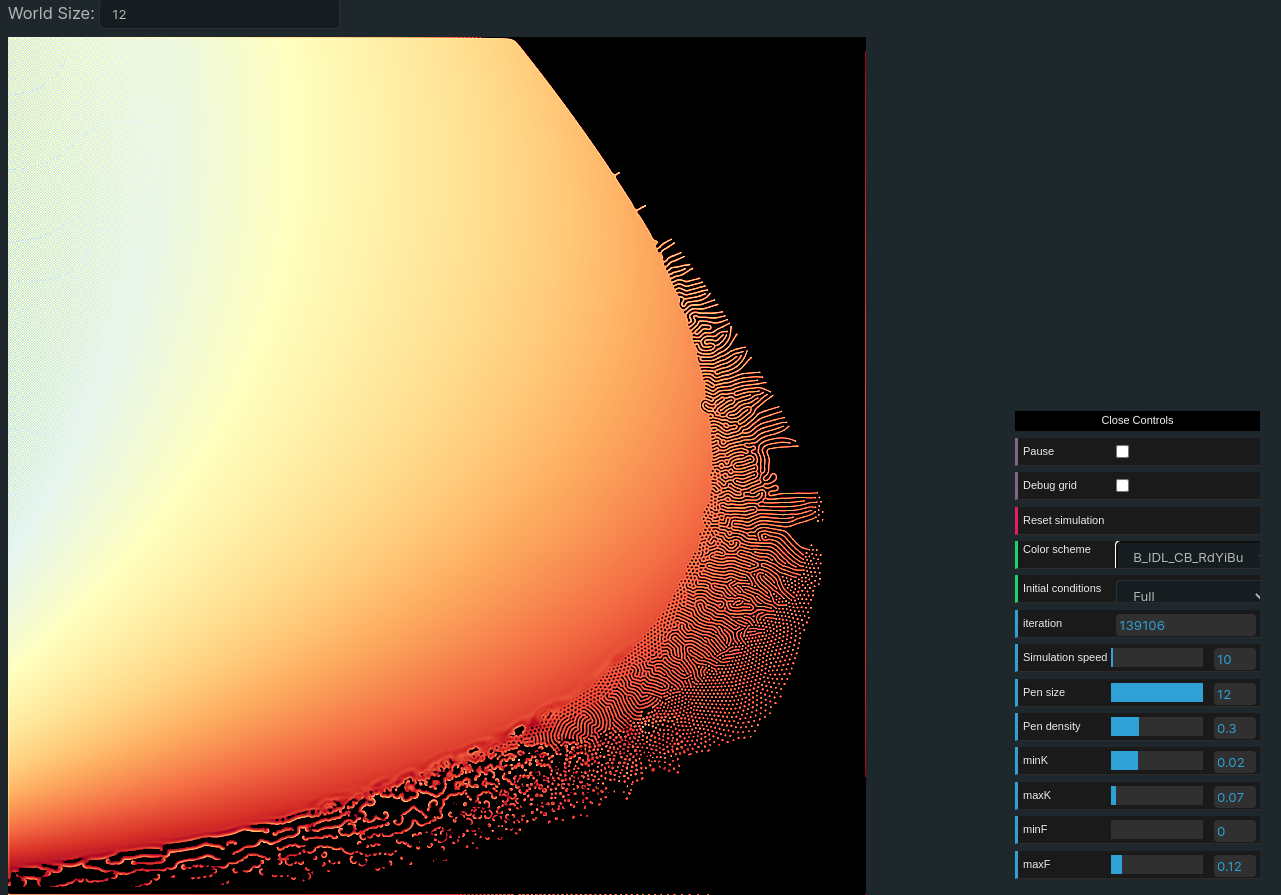 World Size: 12
Close Controls
Pause
Debug grid
Reset simulation
Color scheme B_IDL_CB_RdYiBu
Initial conditions Full
iteration 139106
Simulation speed 10
Pen size 12
Pen density 0.3
minK 0.02
maxK 0.07
minF 0
maxF 0.12